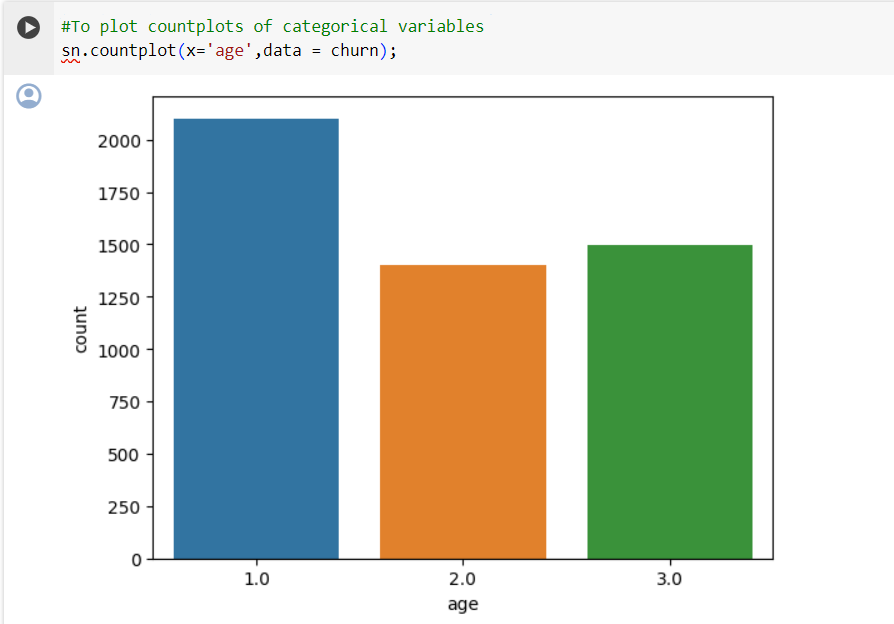 #To plot countplots of categorical variables
sn.countplot(x='age',data = churn);
2000
1750
1500
1250
1000
750
500
250
0
count
1.0 2.0 3.0
age